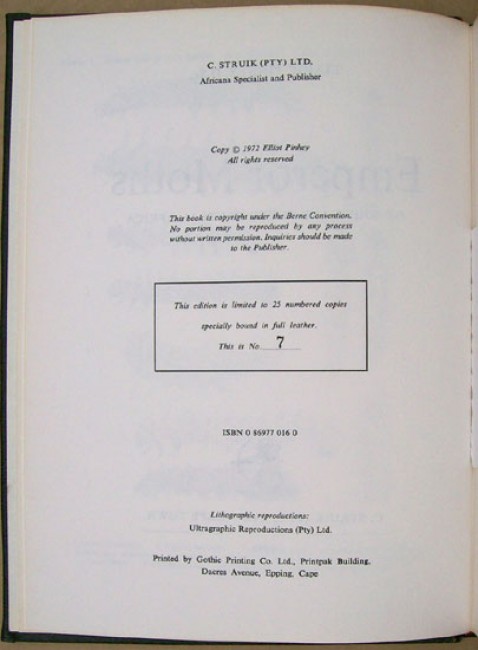 C. STRUIK (PTY) LTD.
Africana Specialist and Publisher
Copy © 1972 Elliot Pinhey
All rights reserved
This book is copyright under the Berne Convention.
No portion may be reproduced by any process
without written permission. Inquiries should be made
to the Publisher.
This edition is limited to 25 numbered copies
specially bound in full leather.
This is No. 7
ISBN 0 86977 016 0
Lithographic reproductions:
Ultragraphic Reproductions (Pty) Ltd.
Printed by Gothic Printing Co. Ltd., Printpak Building,
Dacres Avenue, Epping, Cape